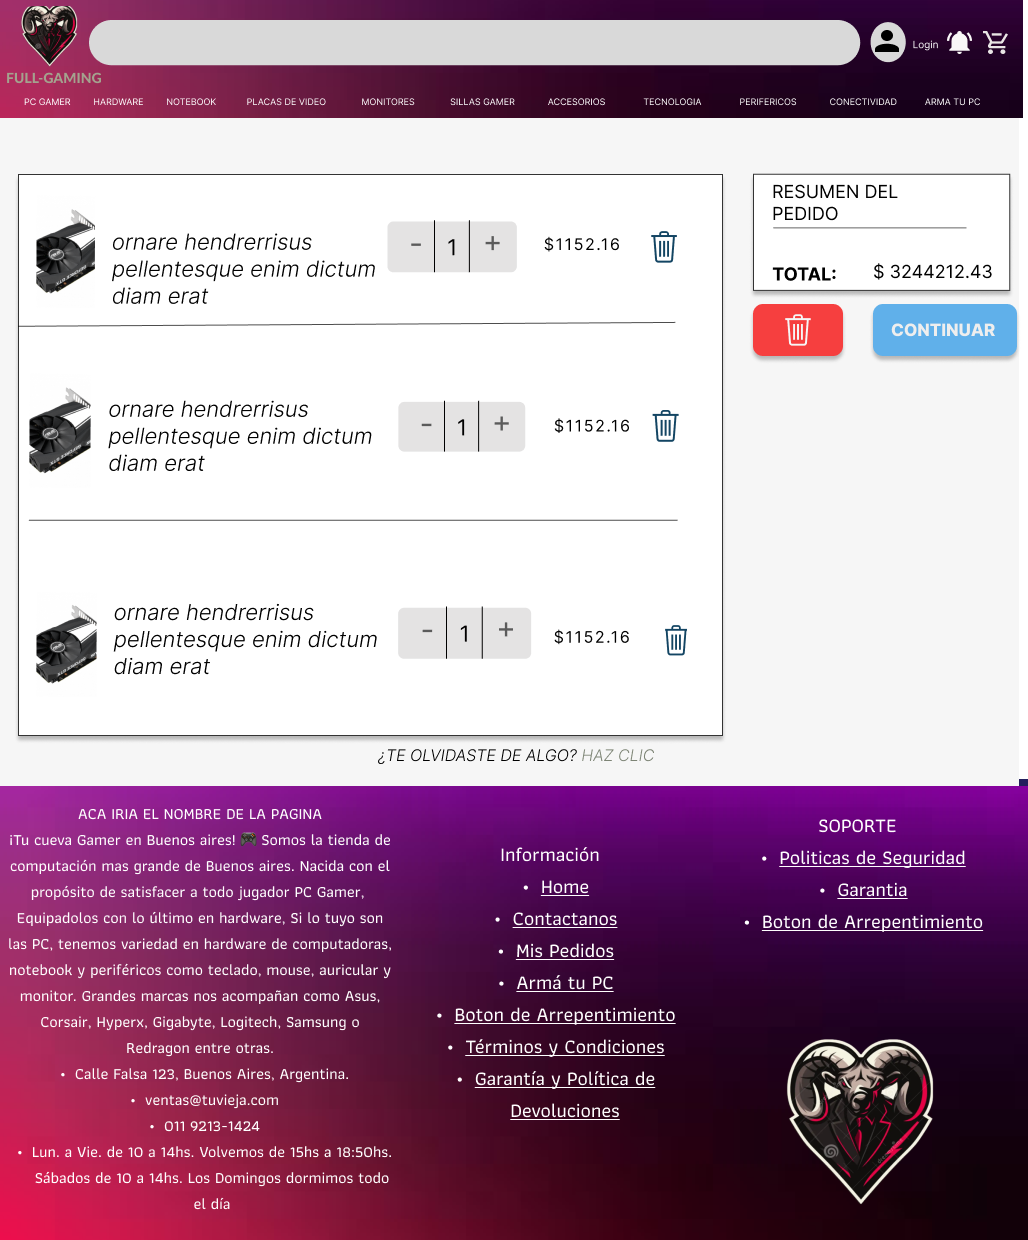 FULL-GAMING
Login
PC GAMER HARDWARE NOTEBOOK PLACAS DE VIDEO MONITORES SILLAS GAMER ACCESORIOS TECNOLOGIA PERIFERICOS CONECTIVIDAD ARMA TU PC
ornare hendrerrisus
pellentesque enim dictum
diam erat
- 1 + $1152.16
ornare hendrerrisus
pellentesque enim dictum
diam erat
- 1 + $1152.16
ornare hendrerrisus
pellentesque enim dictum
diam erat
- 1 + $1152.16
¿TE OLVIDASTE DE ALGO? HAZ CLIC
RESUMEN DEL
PEDIDO
TOTAL: $ 3244212.43
CONTINUAR
ACA IRIA EL NOMBRE DE LA PAGINA
¡Tu cueva Gamer en Buenos aires! 🎮 Somos la tienda de
computación mas grande de Buenos aires. Nacida con el
propósito de satisfacer a todo jugador PC Gamer,
Equipadolos con lo último en hardware, Si lo tuyo son
las PC, tenemos variedad en hardware de computadoras,
notebook y periféricos como teclado, mouse, auricular y
monitor. Grandes marcas nos acompañan como Asus,
Corsair, Hyperx, Gigabyte, Logitech, Samsung o
Redragon entre otras.
• Calle Falsa 123, Buenos Aires, Argentina.
• ventas@tuvieja.com
• 011 9213-1424
• Lun. a Vie. de 10 a 14hs. Volvemos de 15hs a 18:50hs.
Sábados de 10 a 14hs. Los Domingos dormimos todo
el día
Información
• Home
• Contactanos
• Mis Pedidos
• Armá tu PC
• Boton de Arrepentimiento
• Términos y Condiciones
• Garantía y Política de
Devoluciones
SOPORTE
• Politicas de Seguridad
• Garantia
• Boton de Arrepentimiento